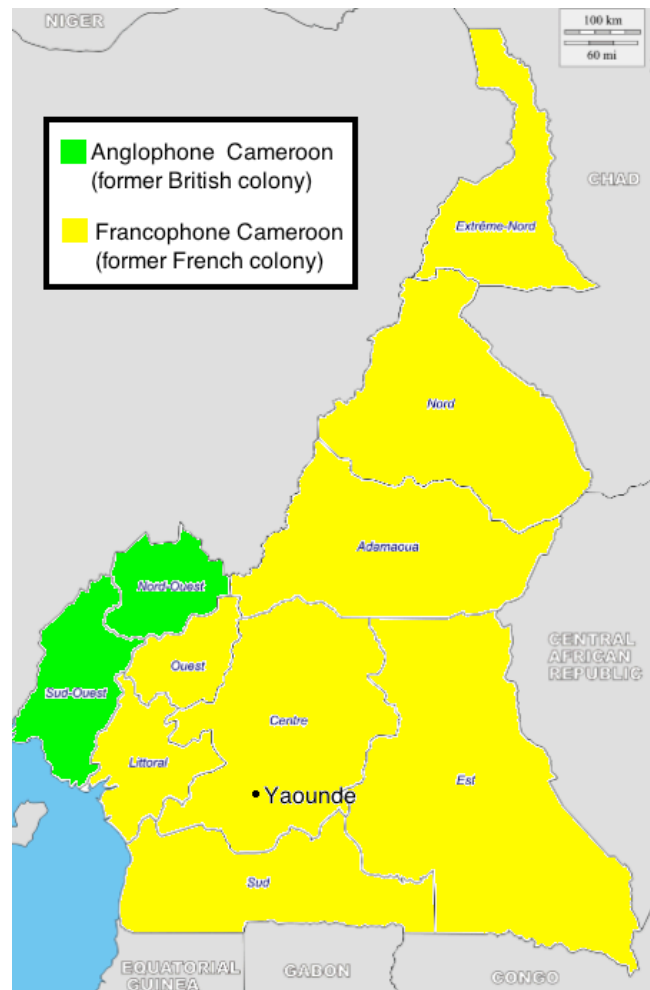 NIGER
100 km
60 mi
Anglophone Cameroon
(former British colony)
Francophone Cameroon
(former French colony)
CHAD
Extrême-Nord
Nord
Adamaoua
Nord-Ouest
CENTRAL
AFRICAN
REPUBLIC
Ouest
Sud-Ouest
Centre
Littoral
Est
Yaounde
Sud
EQUATORIAL
GUINEA
GABON
CONGO